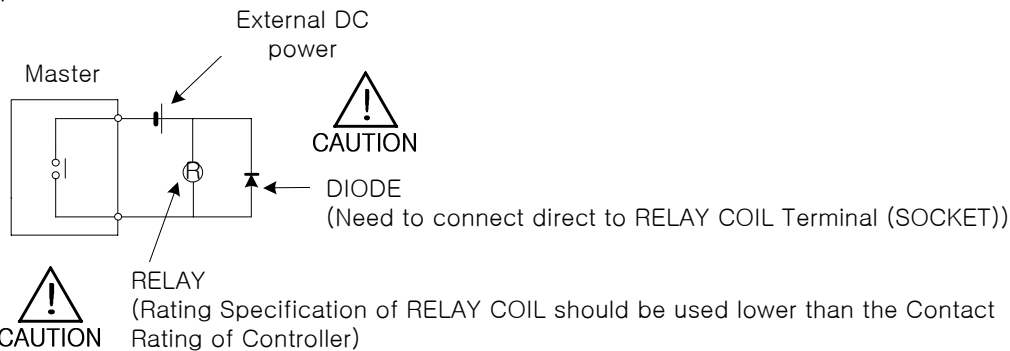 External DC
power
Master
CAUTION
R
DIODE
(Need to connect direct to RELAY COIL Terminal (SOCKET))
RELAY
(Rating Specification of RELAY COIL should be used lower than the Contact
CAUTION
Rating of Controller)